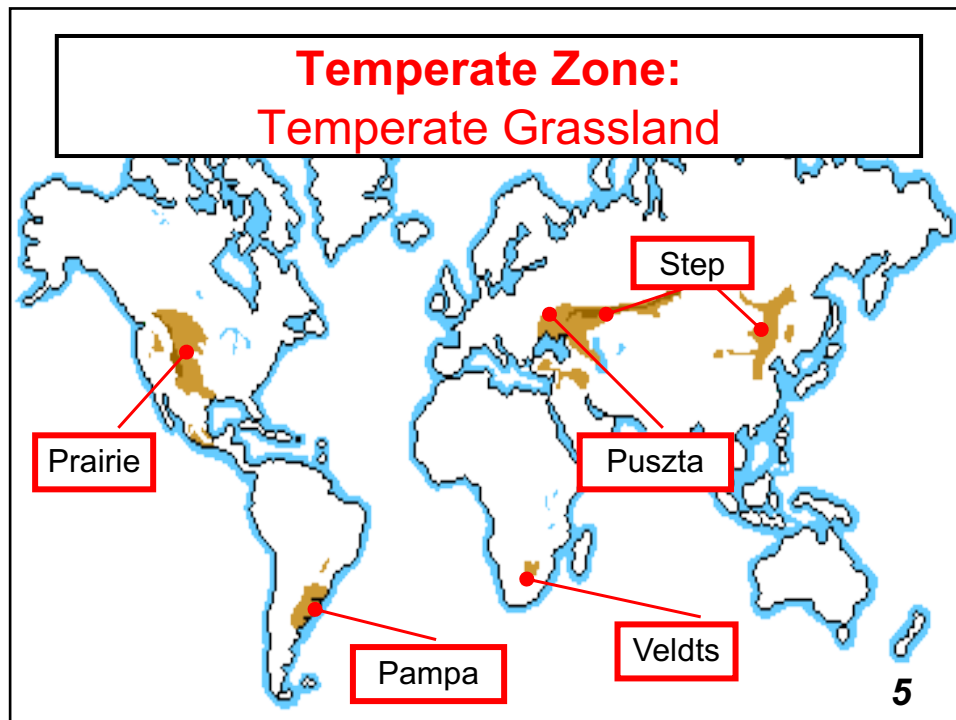 Temperate Zone:
Temperate Grassland
Step
Prairie
Puszta
Veldts
Pampa
5